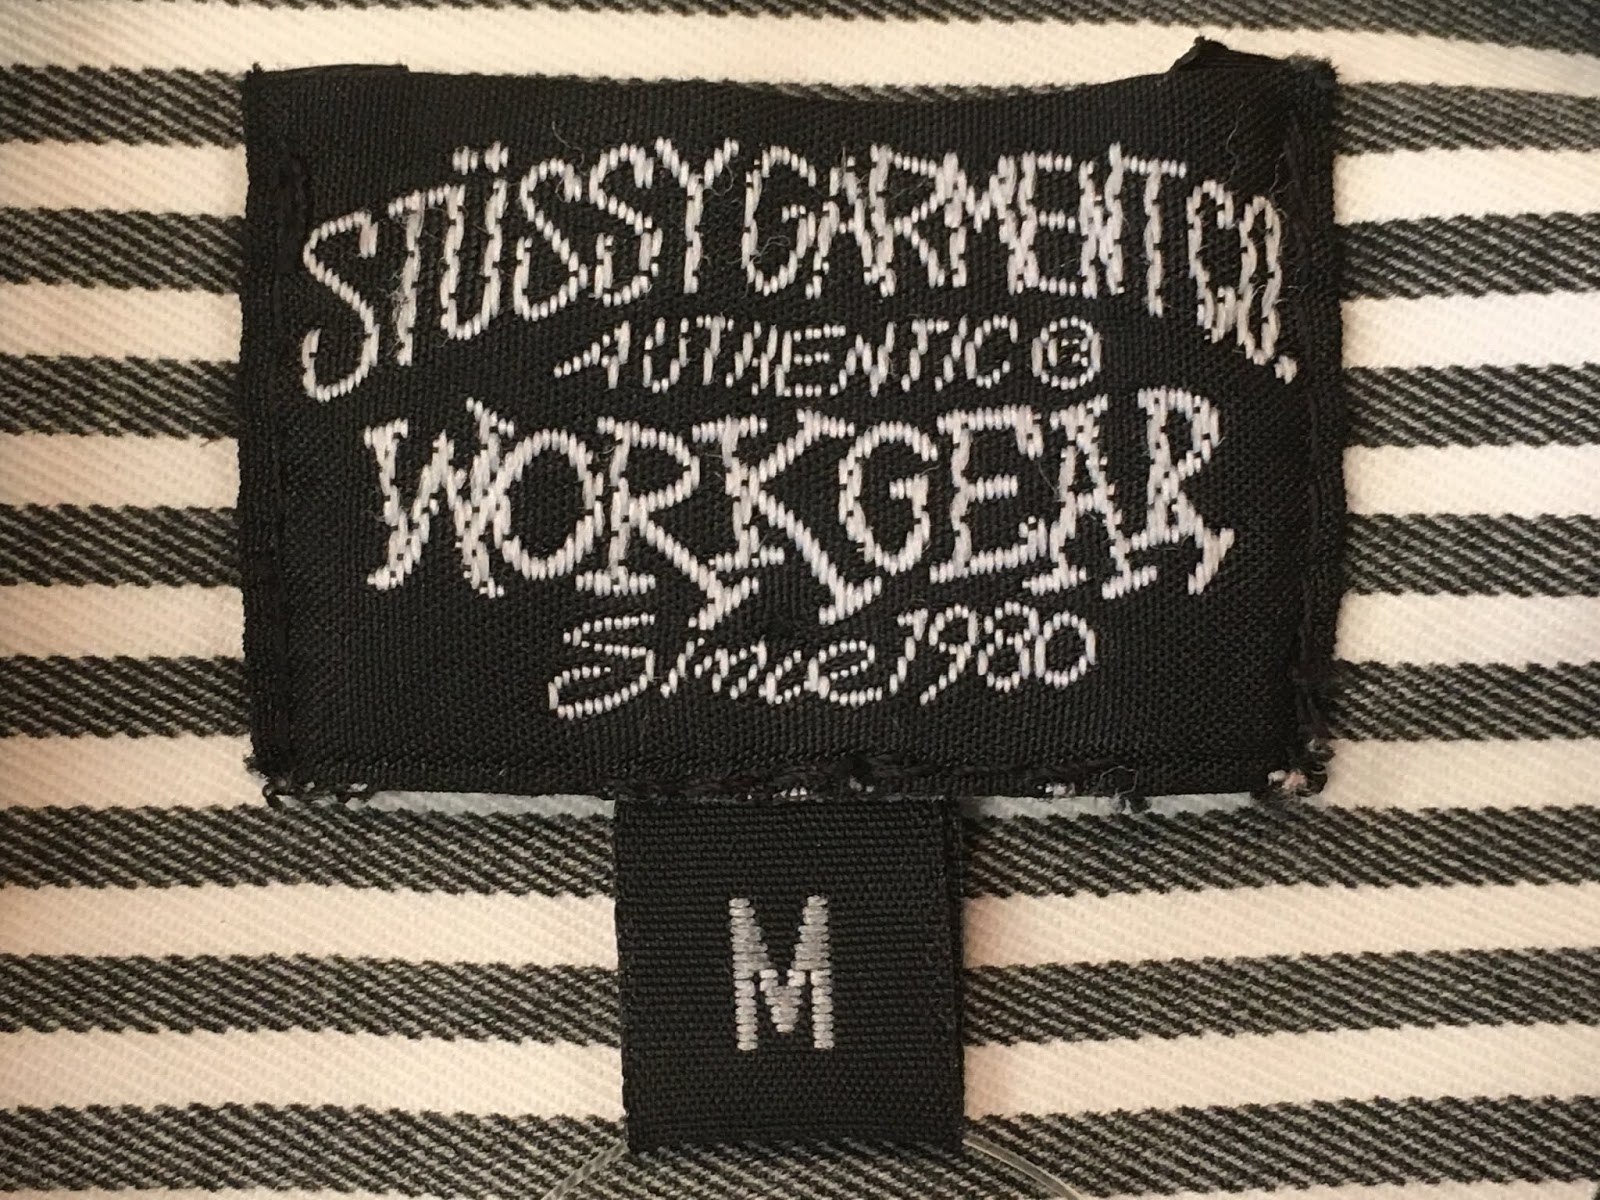 STÜSSY GARMENT CO.
AUTHENTIC ®
WORKGEAR
Since 1980
M